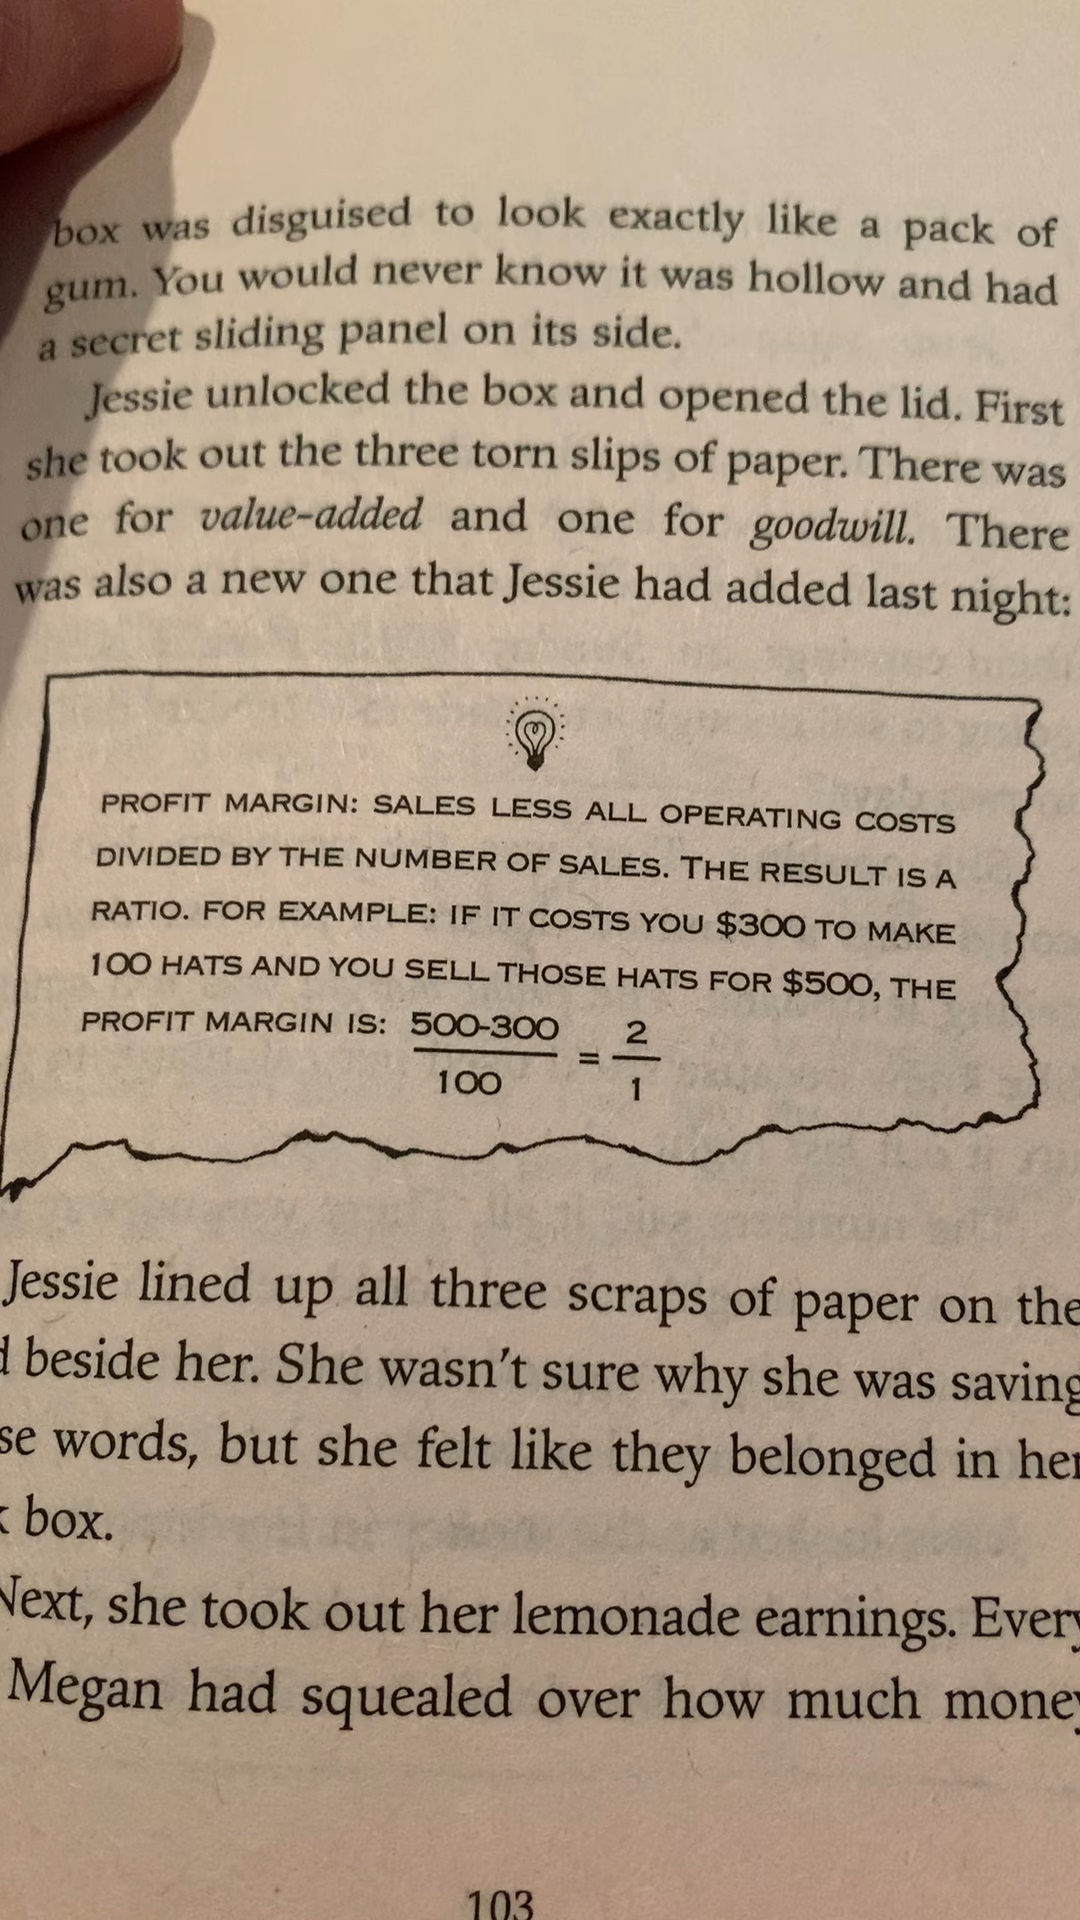 box was disguised to look exactly like a pack of
gum. You would never know it was hollow and had
a secret sliding panel on its side.
Jessie unlocked the box and opened the lid. First
she took out the three torn slips of paper. There was
one for value-added and one for goodwill. There
was also a new one that Jessie had added last night:
PROFIT MARGIN: SALES LESS ALL OPERATING COSTS
DIVIDED BY THE NUMBER OF SALES. THE RESULT IS A
RATIO. FOR EXAMPLE: IF IT COSTS YOU $300 TO MAKE
100 HATS AND YOU SELL THOSE HATS FOR $500, THE
PROFIT MARGIN IS: 500-300 / 100 = 2 / 1
Jessie lined up all three scraps of paper on the
beside her. She wasn't sure why she was saving
se words, but she felt like they belonged in her
box.
Next, she took out her lemonade earnings. Every
Megan had squealed over how much money
103